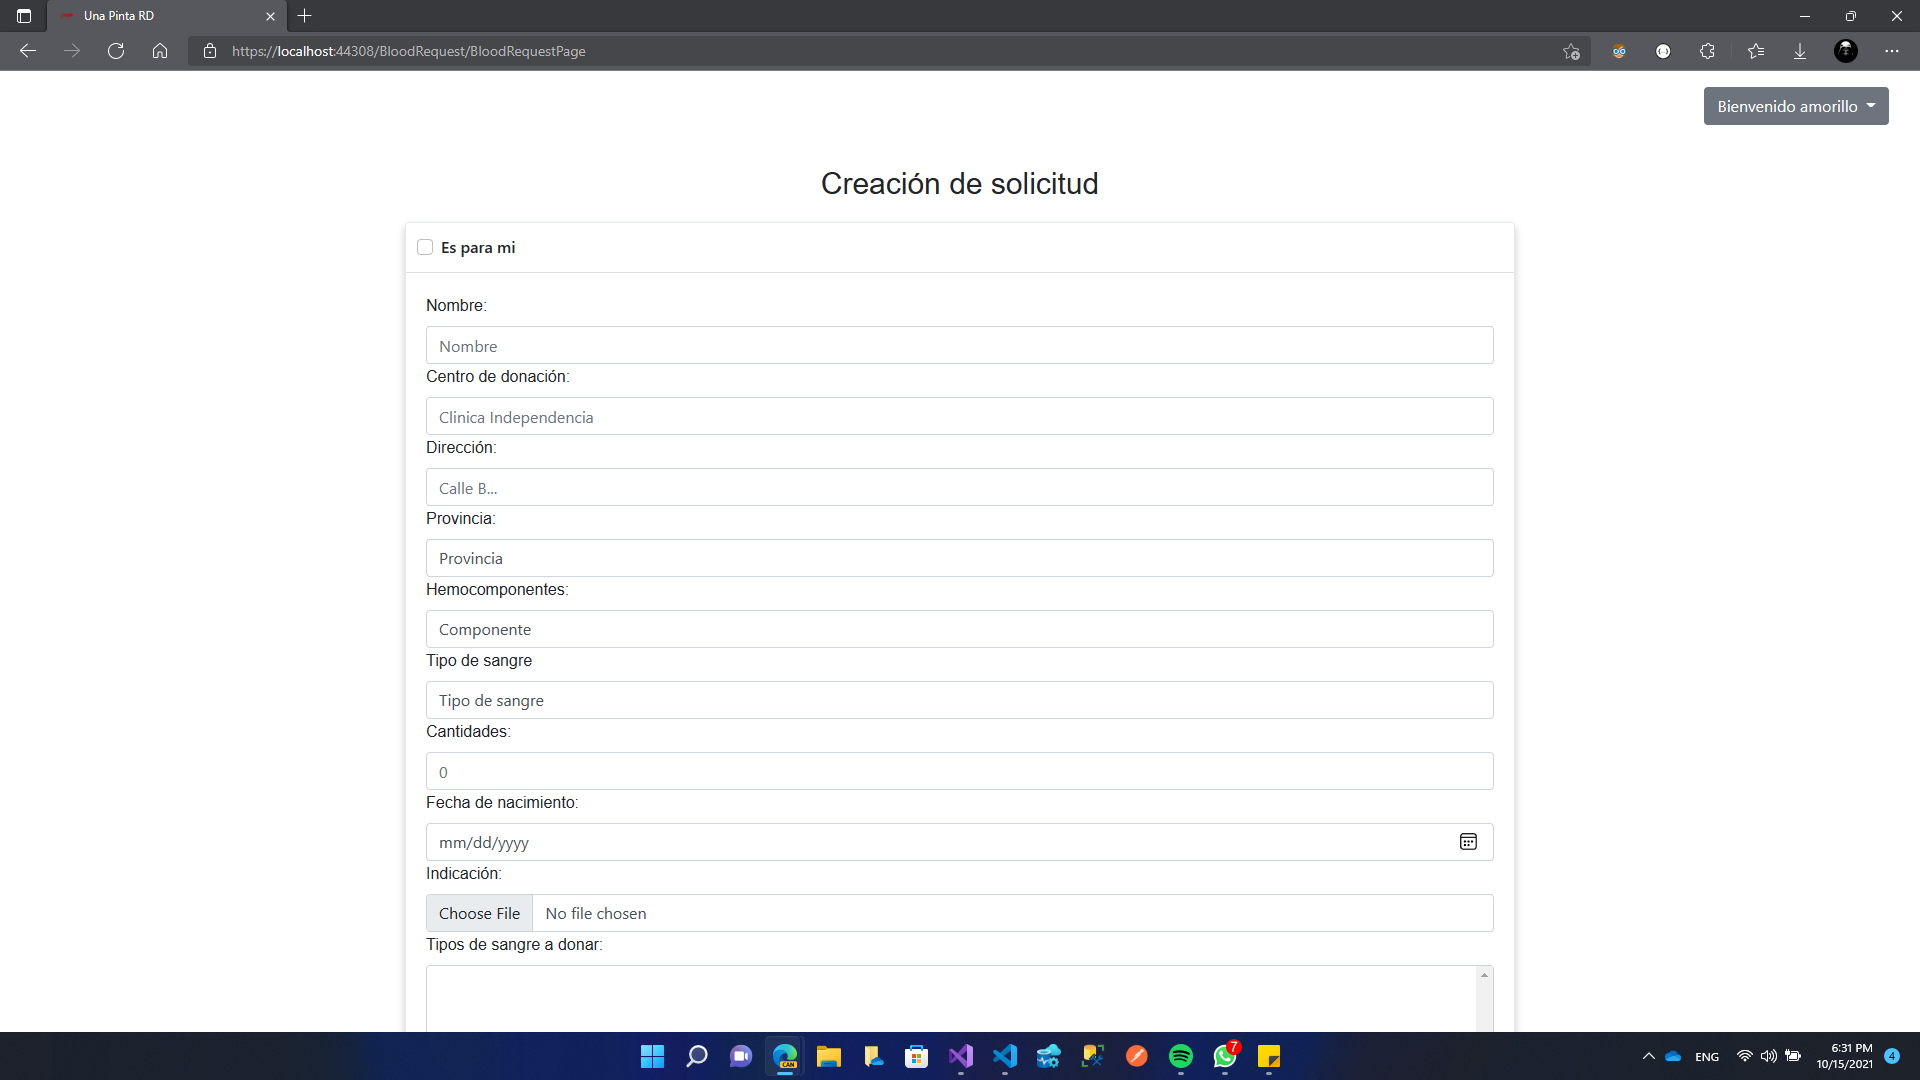 Una Pinta RD
https://localhost:44308/BloodRequest/BloodRequestPage
Bienvenido amorillo
Creación de solicitud
Es para mi
Nombre:
Nombre
Centro de donación:
Clinica Independencia
Dirección:
Calle B...
Provincia:
Provincia
Hemocomponentes:
Componente
Tipo de sangre
Tipo de sangre
Cantidades:
0
Fecha de nacimiento:
mm/dd/yyyy
Indicación:
Choose File No file chosen
Tipos de sangre a donar:
CAN
7
ENG
6:31 PM
10/15/2021
4